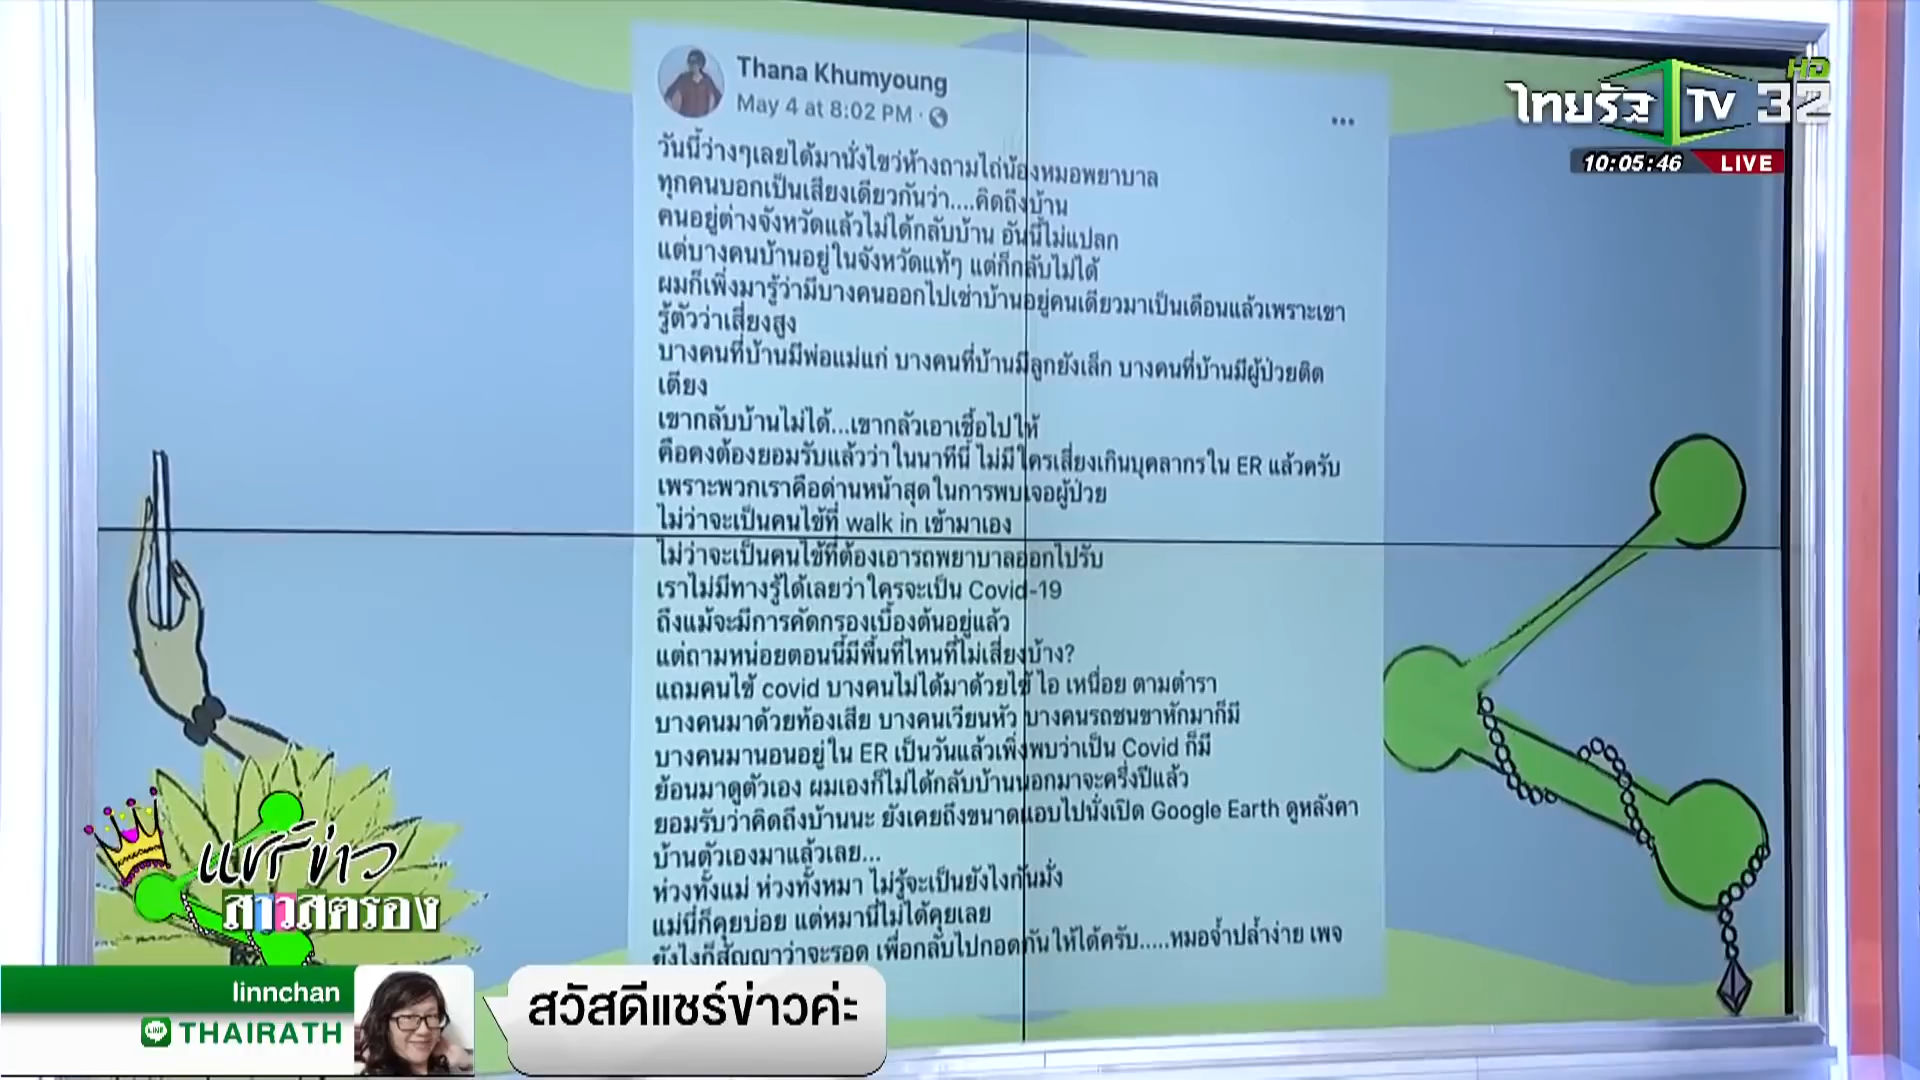 Thana Khumyoung
May 4 at 8:02 PM ·
วันนี้ว่างๆเลยได้มานั่งไขว่ห้างถามไถ่น้องหมอพยาบาล
ทุกคนบอกเป็นเสียงเดียวกันว่า....คิดถึงบ้าน
คนอยู่ต่างจังหวัดแล้วไม่ได้กลับบ้าน อันนี้ไม่แปลก
แต่บางคนบ้านอยู่ในจังหวัดแท้ๆ แต่ก็กลับไม่ได้
ผมก็เพิ่งมารู้ว่ามีบางคนออกไปเช่าบ้านอยู่คนเดียวมาเป็นเดือนแล้วเพราะเขา
รู้ตัวว่าเสี่ยงสูง
บางคนที่บ้านมีพ่อแม่แก่ บางคนที่บ้านมีลูกยังเล็ก บางคนที่บ้านมีผู้ป่วยติด
เตียง
เขากลับบ้านไม่ได้...เขากลัวเอาเชื้อไปให้
คือคงต้องยอมรับแล้วว่าในนาทีนี้ ไม่มีใครเสี่ยงเกินบุคลากรใน ER แล้วครับ
เพราะพวกเราคือด่านหน้าสุดในการพบเจอผู้ป่วย
ไม่ว่าจะเป็นคนไข้ที่ walk in เข้ามาเอง
ไม่ว่าจะเป็นคนไข้ที่ต้องเอารถพยาบาลออกไปรับ
เราไม่มีทางรู้ได้เลยว่าใครจะเป็น Covid-19
ถึงแม้จะมีการคัดกรองเบื้องต้นอยู่แล้ว
แต่ถามหน่อยตอนนี้มีพื้นที่ไหนที่ไม่เสี่ยงบ้าง?
แถมคนไข้ covid บางคนไม่ได้มาด้วยไข้ ไอ เหนื่อย ตามตำรา
บางคนมาด้วยท้องเสีย บางคนเวียนหัว บางคนรถชนขาหักมาก็มี
บางคนมานอนอยู่ใน ER เป็นวันแล้วเพิ่งพบว่าเป็น Covid ก็มี
ย้อนมาดูตัวเอง ผมเองก็ไม่ได้กลับบ้านนอกมาจะครึ่งปีแล้ว
ยอมรับว่าคิดถึงบ้านนะ ยังเคยถึงขนาดแอบไปนั่งเปิด Google Earth ดูหลังคา
บ้านตัวเองมาแล้วเลย...
ห่วงทั้งแม่ ห่วงทั้งหมา ไม่รู้จะเป็นยังไงกันมั่ง
แม่นี่ก็คุยบ่อย แต่หมานี่ไม่ได้คุยเลย
ยังไงก็สัญญาว่าจะรอด เพื่อกลับไปกอดกันให้ได้ครับ.....หมอจ้ำปล้ำง่าย เพจ
ไทยรัฐ TV 32 HD
10:05:46 LIVE
แชร์ข่าว
สาวสตรอง
linnchan
LINE THAIRATH
สวัสดีแชร์ข่าวค่ะ